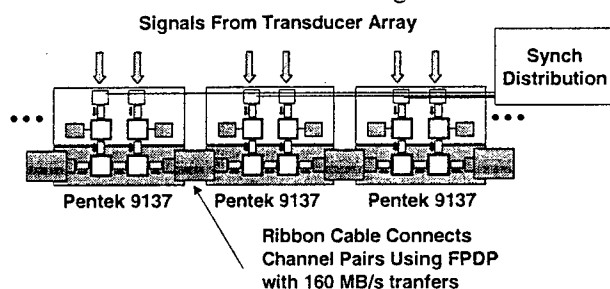 Signals From Transducer Array
Synch
Distribution
Pentek 9137
Pentek 9137
Pentek 9137
Ribbon Cable Connects
Channel Pairs Using FPDP
with 160 MB/s tranfers